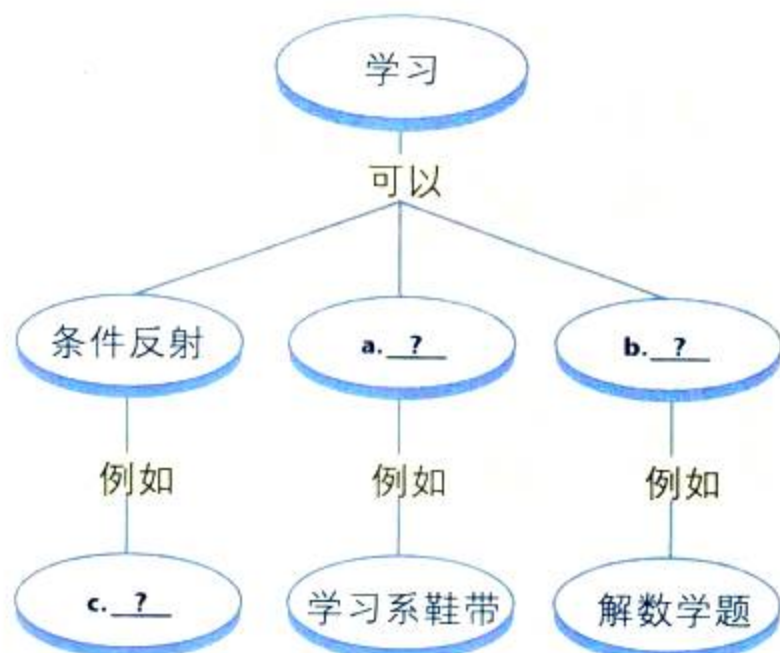 学习
可以
条件反射
a. ?
b. ?
例如
例如
例如
c. ?
学习系鞋带
解数学题